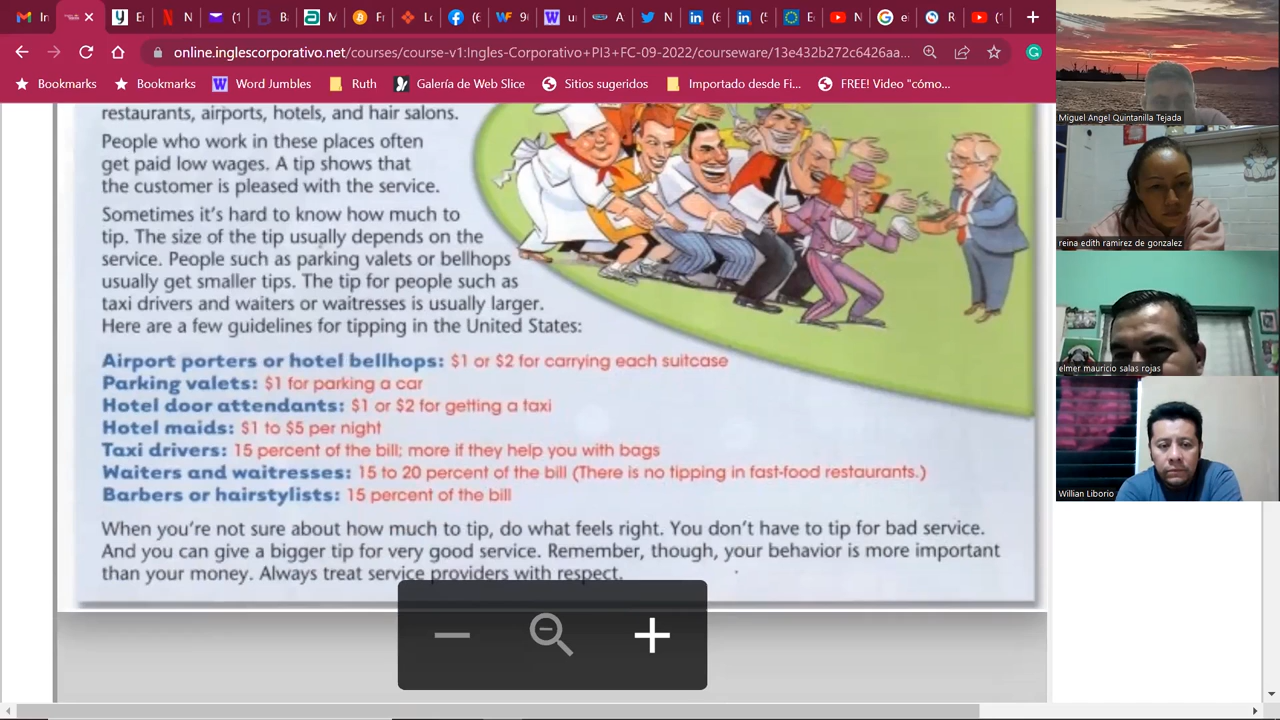 In
Y Er
N
(1
Ba
M
Fr
Lo
(6
96
ur
A
N
(6
(5
E
N
e
R
(1
online.inglescorporativo.net/courses/course-v1:Ingles-Corporativo+PI3+FC-09-2022/courseware/13e432b272c6426aa...
Bookmarks Bookmarks Word Jumbles Ruth Galería de Web Slice Sitios sugeridos Importado desde Fi... FREE! Video "cómo...
restaurants, airports, hotels, and hair salons.
People who work in these places often
get paid low wages. A tip shows that
the customer is pleased with the service.
Sometimes it's hard to know how much to
tip. The size of the tip usually depends on the
service. People such as parking valets or bellhops
usually get smaller tips. The tip for people such as
taxi drivers and waiters or waitresses is usually larger.
Here are a few guidelines for tipping in the United States:
Airport porters or hotel bellhops: $1 or $2 for carrying each suitcase
Parking valets: $1 for parking a car
Hotel door attendants: $1 or $2 for getting a taxi
Hotel maids: $1 to $5 per night
Taxi drivers: 15 percent of the bill; more if they help you with bags
Waiters and waitresses: 15 to 20 percent of the bill (There is no tipping in fast-food restaurants.)
Barbers or hairstylists: 15 percent of the bill
When you're not sure about how much to tip, do what feels right. You don't have to tip for bad service.
And you can give a bigger tip for very good service. Remember, though, your behavior is more important
than your money. Always treat service providers with respect.
Miguel Angel Quintanilla Tejada
reina edith ramirez de gonzalez
elmer mauricio salas rojas
Willian Liborio